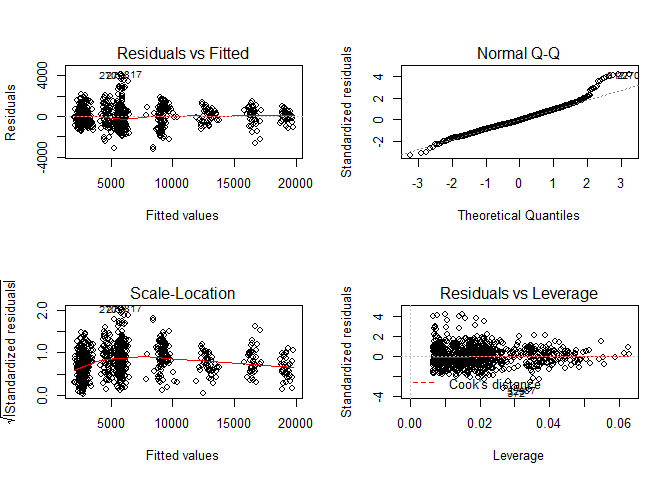 Residuals vs Fitted
Residuals
-4000
0
4000
5000
10000
15000
20000
Fitted values
Normal Q-Q
Standardized residuals
-2
0
2
4
-3
-2
-1
0
1
2
3
Theoretical Quantiles
Scale-Location
√|Standardized residuals|
0.0
1.0
2.0
5000
10000
15000
20000
Fitted values
Residuals vs Leverage
Standardized residuals
-4
0
2
4
0.00
0.02
0.04
0.06
Cook's distance
372
Leverage